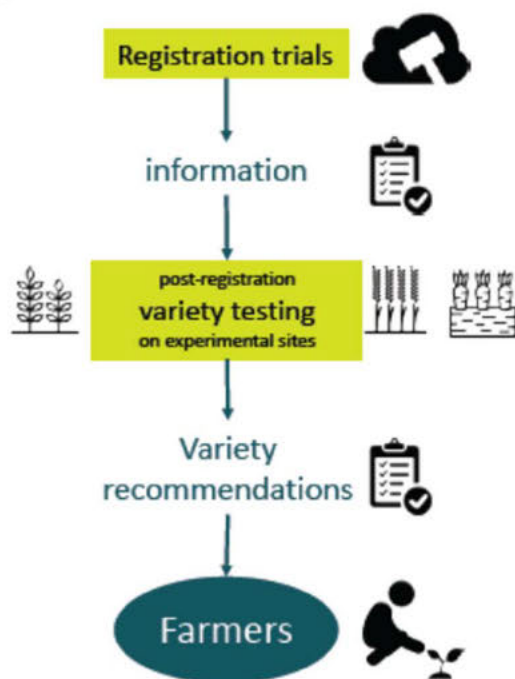 Registration trials
information
post-registration
variety testing
on experimental sites
Variety
recommendations
Farmers